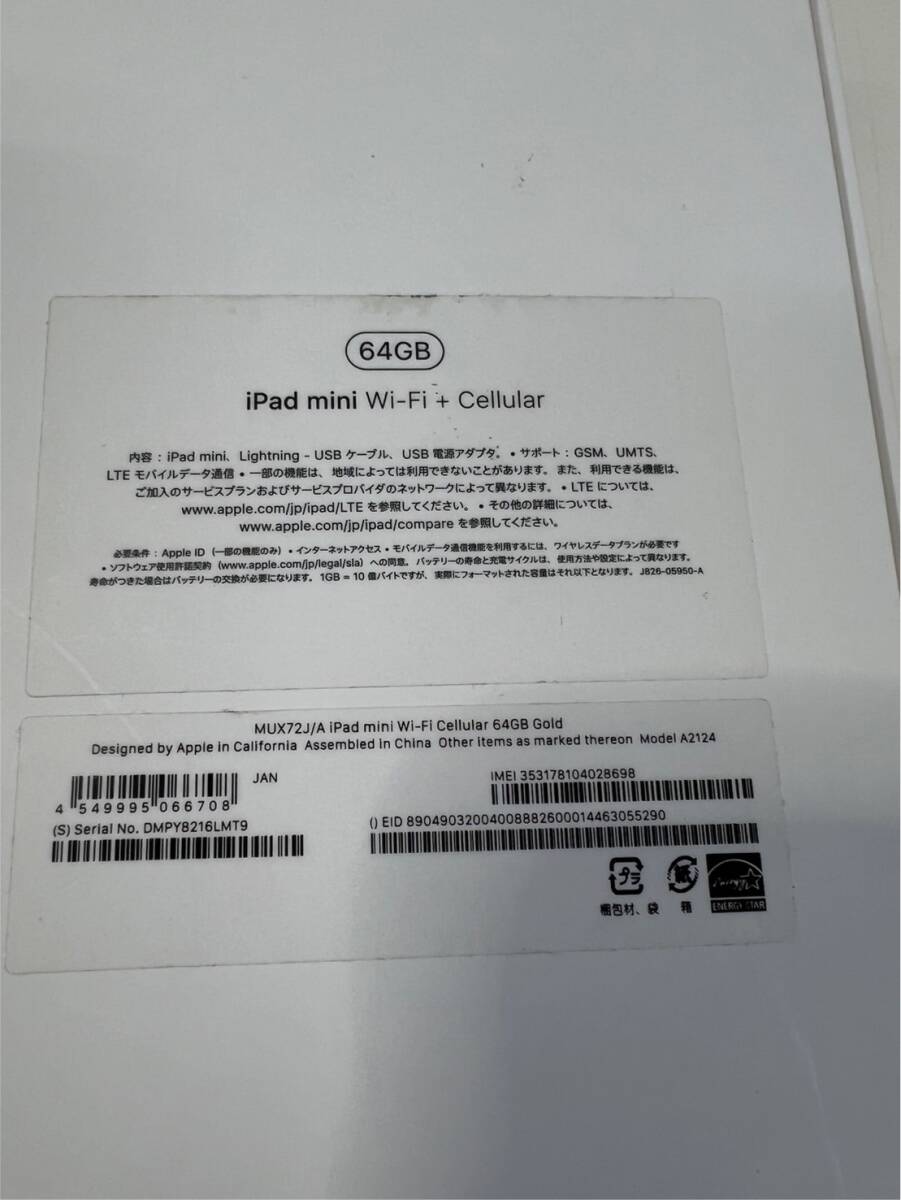 64GB
iPad mini Wi-Fi + Cellular
内容：iPad mini、Lightning - USB ケーブル、USB 電源アダプタ。• サポート：GSM、UMTS、
LTE モバイルデータ通信 • 一部の機能は、地域によっては利用できないことがあります。また、利用できる機能は、
ご加入のサービスプランおよびサービスプロバイダのネットワークによって異なります。• LTE については、
www.apple.com/jp/ipad/LTE を参照してください。• その他の詳細については、
www.apple.com/jp/ipad/compare を参照してください。
必要条件：Apple ID（一部の機能のみ）• インターネットアクセス • モバイルデータ通信機能を利用するには、ワイヤレスデータプランが必要です
• ソフトウェア使用許諾契約（www.apple.com/jp/legal/sla）への同意。バッテリーの寿命と充電サイクルは、使用方法や設定によって異なります。
寿命がつきた場合はバッテリーの交換が必要になります。1GB = 10 億バイトですが、実際にフォーマットされた容量はそれ以下となります。J826-05950-A
MUX72J/A iPad mini Wi-Fi Cellular 64GB Gold
Designed by Apple in California Assembled in China Other items as marked thereon Model A2124
JAN
4 549995 066708
IMEI 353178104028698
(S) Serial No. DMPY8216LMT9
() EID 89049032004008882600014463055290
プラ
紙
梱包材、袋
箱
ENERGY STAR